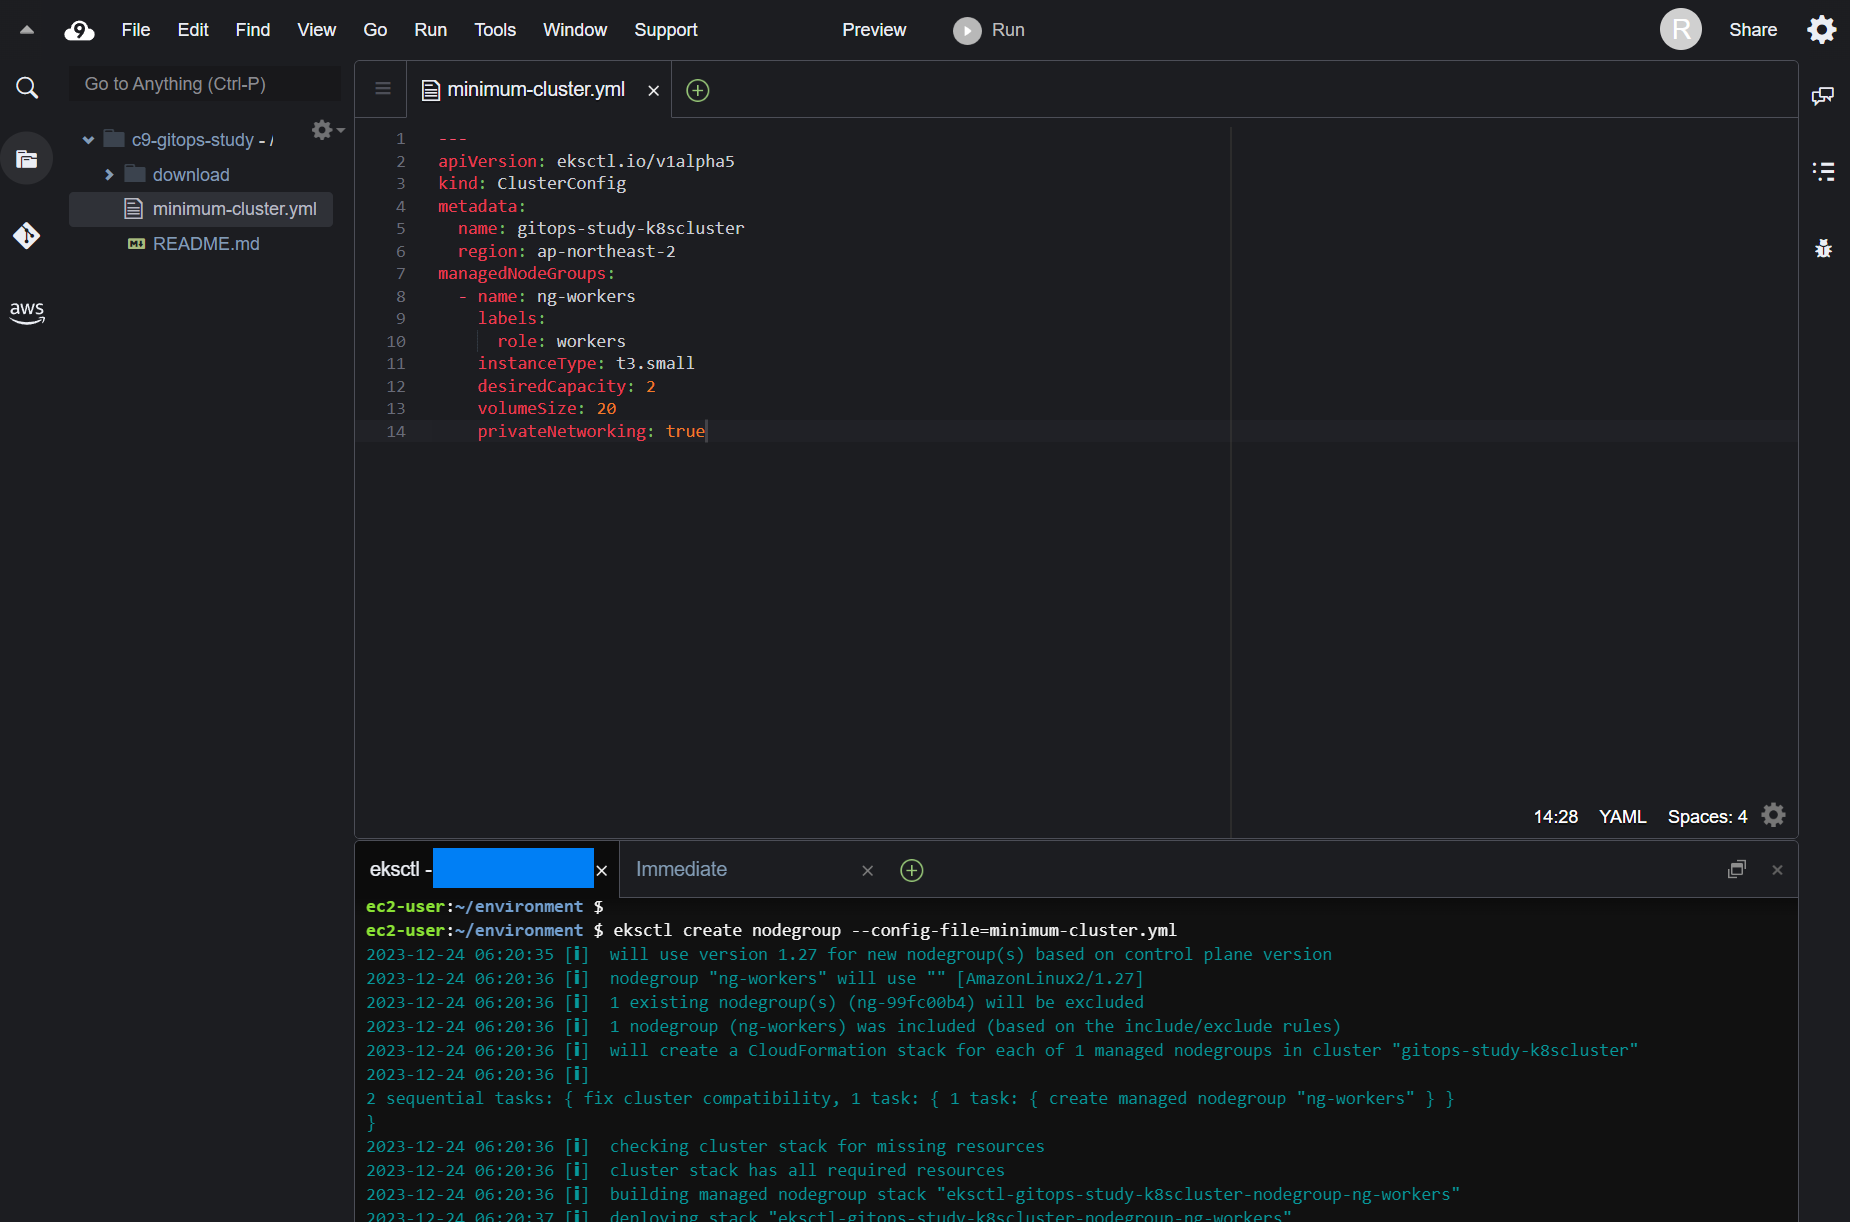 9 File Edit Find View Go Run Tools Window Support Preview Run R Share
Go to Anything (Ctrl-P)
minimum-cluster.yml
c9-gitops-study - /
download
minimum-cluster.yml
README.md
aws
1 ---
2 apiVersion: eksctl.io/v1alpha5
3 kind: ClusterConfig
4 metadata:
5 name: gitops-study-k8scluster
6 region: ap-northeast-2
7 managedNodeGroups:
8 - name: ng-workers
9 labels:
10 role: workers
11 instanceType: t3.small
12 desiredCapacity: 2
13 volumeSize: 20
14 privateNetworking: true
14:28 YAML Spaces: 4
eksctl - Immediate
ec2-user:~/environment $
ec2-user:~/environment $ eksctl create nodegroup --config-file=minimum-cluster.yml
2023-12-24 06:20:35 [ℹ] will use version 1.27 for new nodegroup(s) based on control plane version
2023-12-24 06:20:36 [ℹ] nodegroup "ng-workers" will use "" [AmazonLinux2/1.27]
2023-12-24 06:20:36 [ℹ] 1 existing nodegroup(s) (ng-99fc00b4) will be excluded
2023-12-24 06:20:36 [ℹ] 1 nodegroup (ng-workers) was included (based on the include/exclude rules)
2023-12-24 06:20:36 [ℹ] will create a CloudFormation stack for each of 1 managed nodegroups in cluster "gitops-study-k8scluster"
2023-12-24 06:20:36 [ℹ]
2 sequential tasks: { fix cluster compatibility, 1 task: { 1 task: { create managed nodegroup "ng-workers" } }
}
2023-12-24 06:20:36 [ℹ] checking cluster stack for missing resources
2023-12-24 06:20:36 [ℹ] cluster stack has all required resources
2023-12-24 06:20:36 [ℹ] building managed nodegroup stack "eksctl-gitops-study-k8scluster-nodegroup-ng-workers"
2023-12-24 06:20:37 [ℹ] deploying stack "eksctl-gitops-study-k8scluster-nodegroup-ng-workers"